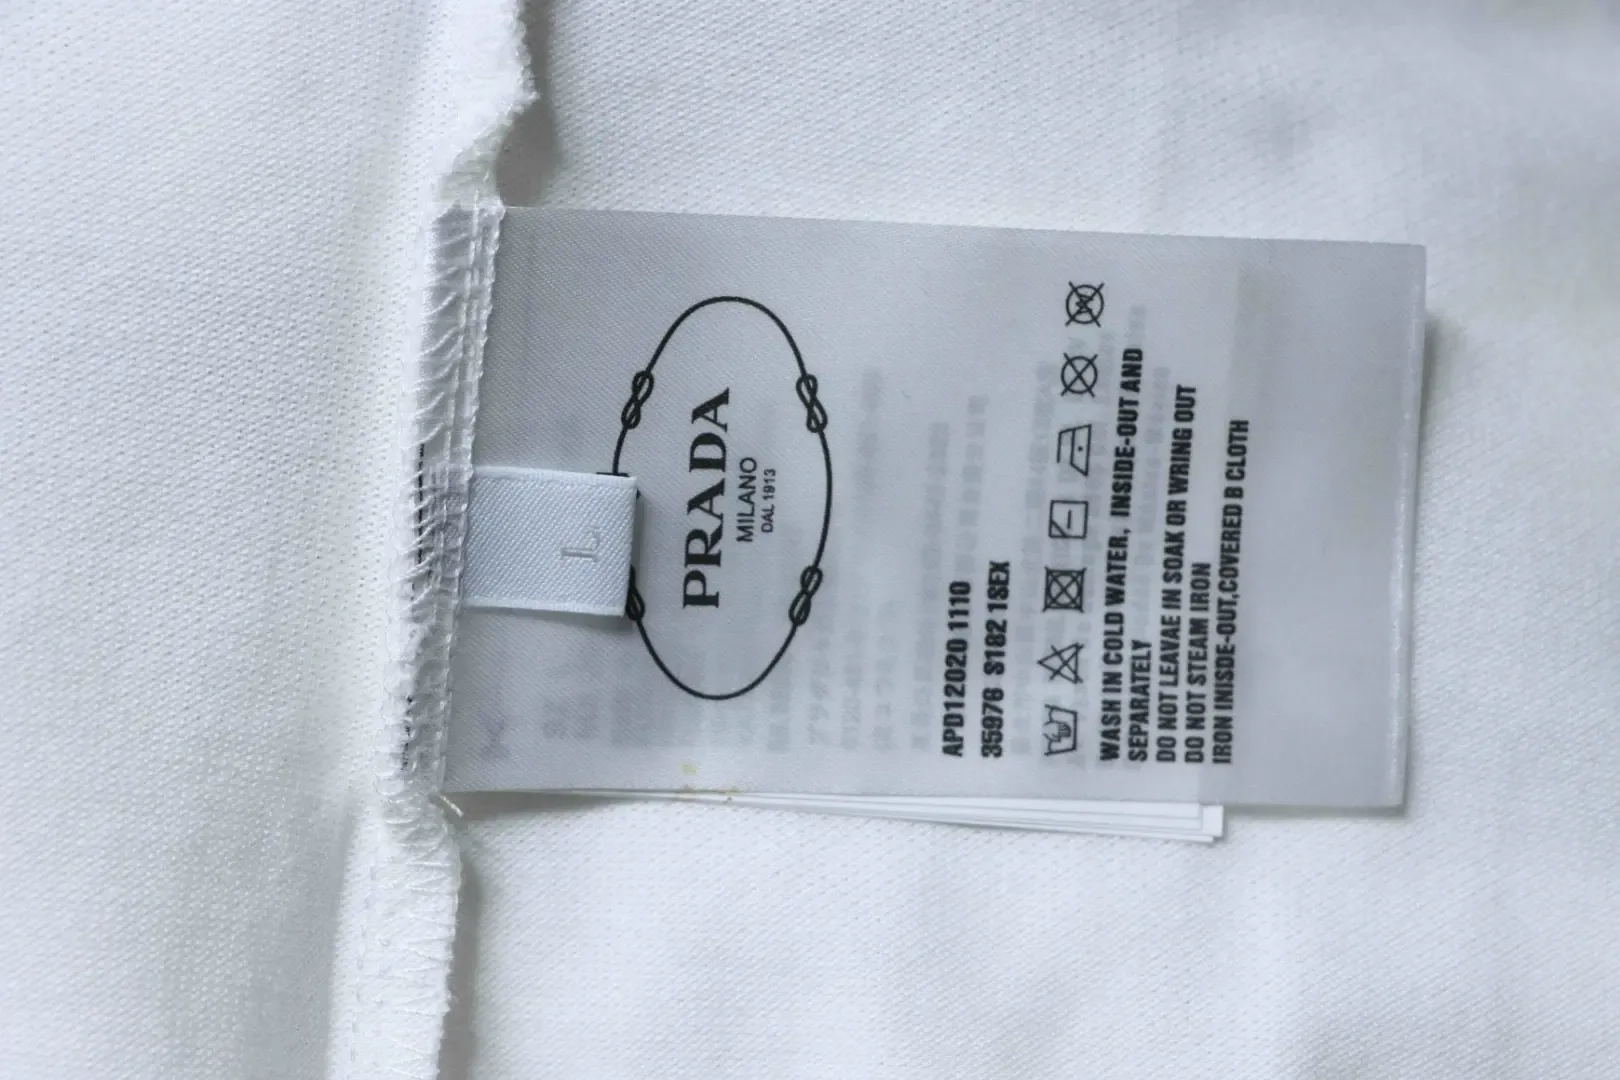 L
PRADA
MILANO
DAL 1913
APD12020 1110
35978 S182 1SEX
WASH IN COLD WATER, INSIDE-OUT AND
SEPARATELY
DO NOT LEAVAE IN SOAK OR WRING OUT
DO NOT STEAM IRON
IRON INISDE-OUT,COVERED B CLOTH